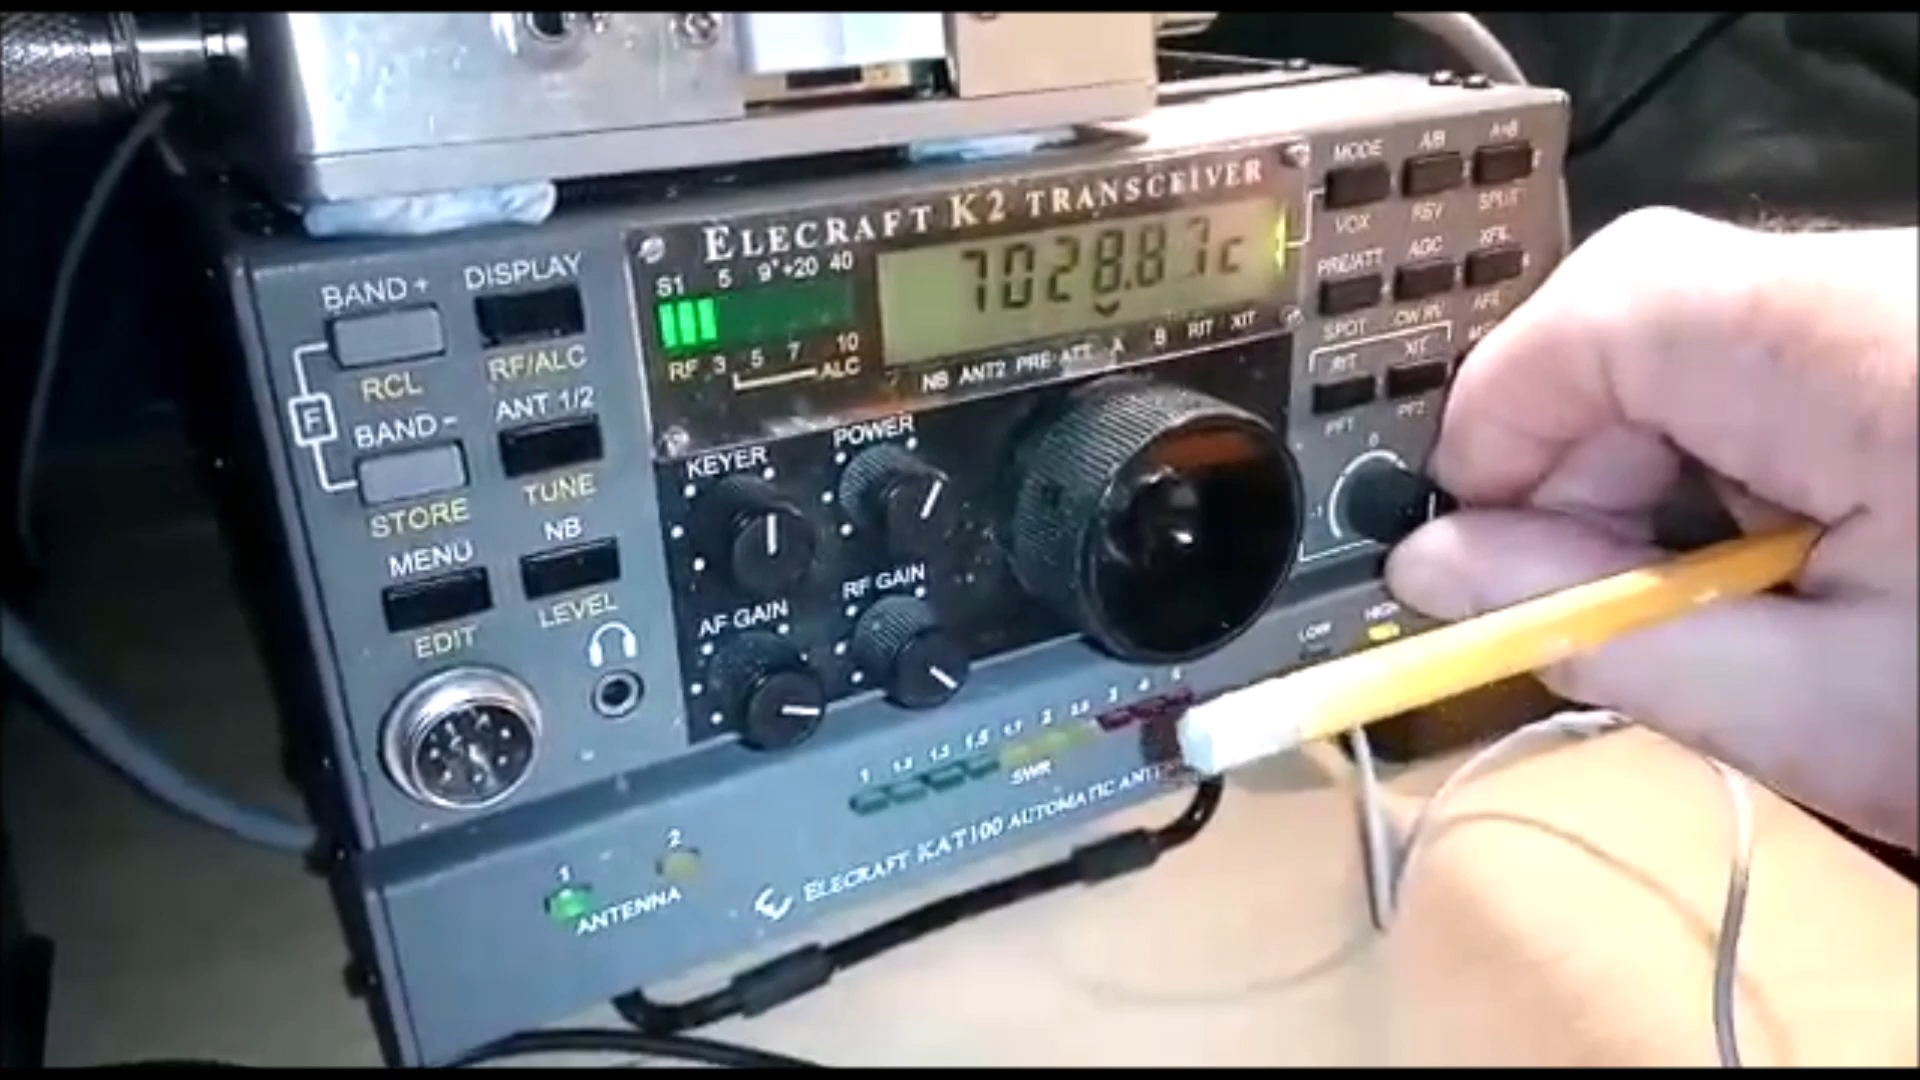 ELECRAFT K2 TRANSCEIVER
7028.87c
S1 5 9 +20 40
RF 3 5 7 10
ALC
NB ANT2 PRE ATT A B RIT XIT
BAND +
DISPLAY
RCL
RF/ALC
F
BAND -
ANT 1/2
STORE
TUNE
MENU
NB
EDIT
LEVEL
KEYER
POWER
AF GAIN
RF GAIN
MODE
A/B
A=B
VOX
REV
SPLIT
PRE/ATT
AGC
XFIL
SPOT
CW RV
AFIL
RIT
XIT
PF1
PF2
0
-1
LOW
HIGH
1 1.2 1.3 1.5 1.7 2 2.5 3 4 5
SWR
ELECRAFT KAT100 AUTOMATIC
1 2
ANTENNA